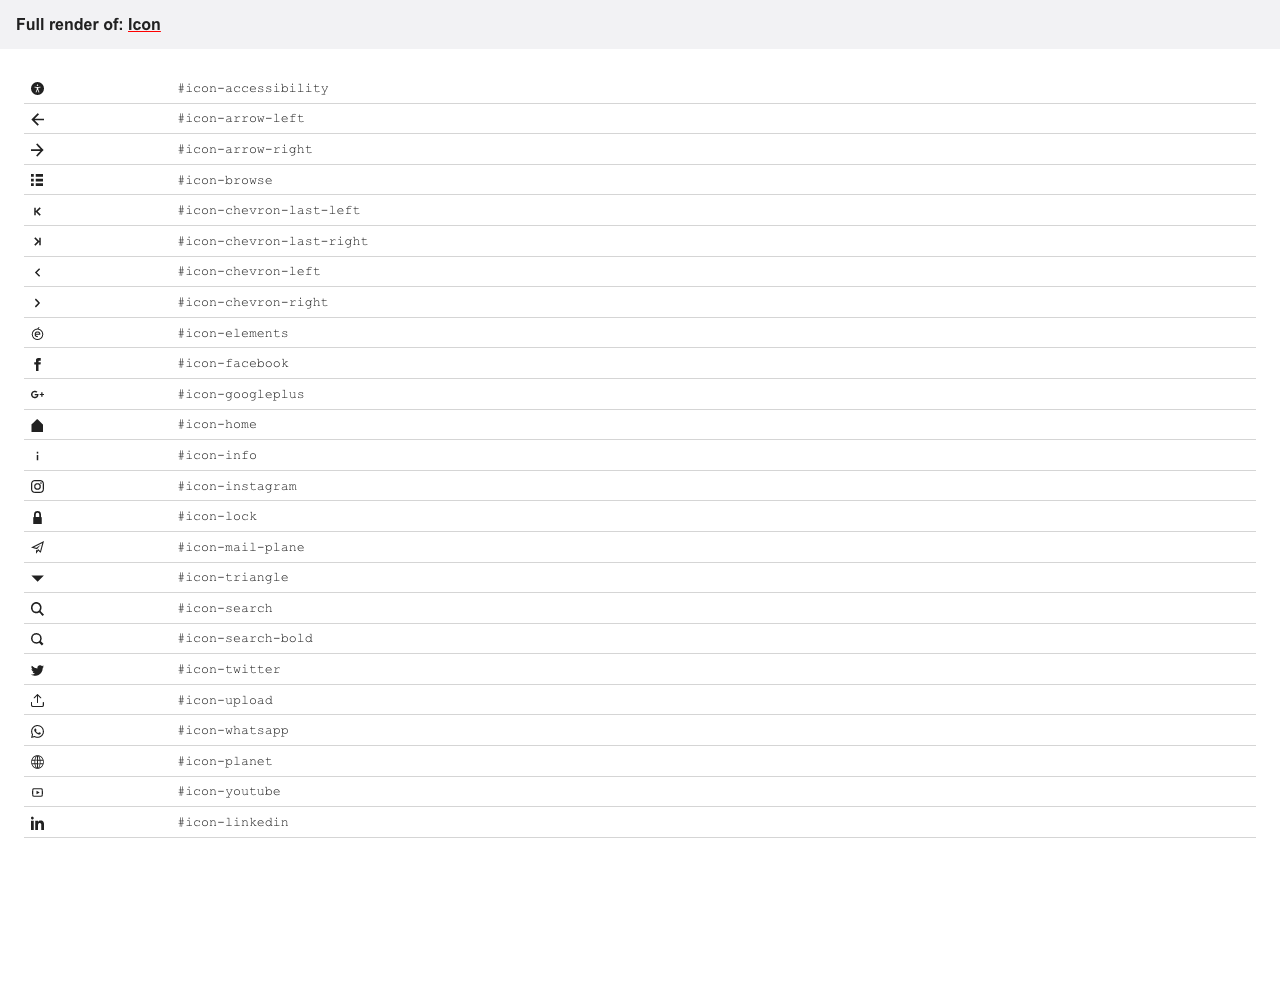 Full render of: Icon
#icon-accessibility
#icon-arrow-left
#icon-arrow-right
#icon-browse
#icon-chevron-last-left
#icon-chevron-last-right
#icon-chevron-left
#icon-chevron-right
#icon-elements
#icon-facebook
#icon-googleplus
#icon-home
#icon-info
#icon-instagram
#icon-lock
#icon-mail-plane
#icon-triangle
#icon-search
#icon-search-bold
#icon-twitter
#icon-upload
#icon-whatsapp
#icon-planet
#icon-youtube
#icon-linkedin